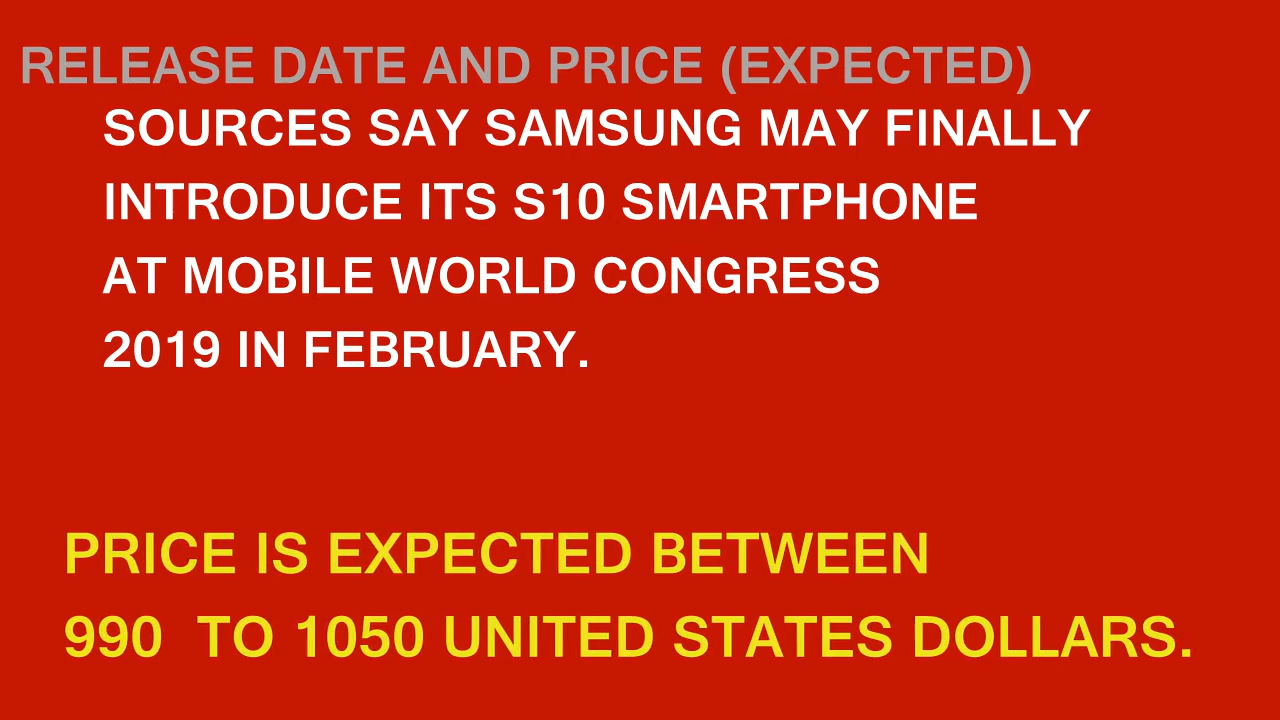 RELEASE DATE AND PRICE (EXPECTED)
SOURCES SAY SAMSUNG MAY FINALLY
INTRODUCE ITS S10 SMARTPHONE
AT MOBILE WORLD CONGRESS
2019 IN FEBRUARY.
PRICE IS EXPECTED BETWEEN
990  TO 1050 UNITED STATES DOLLARS.